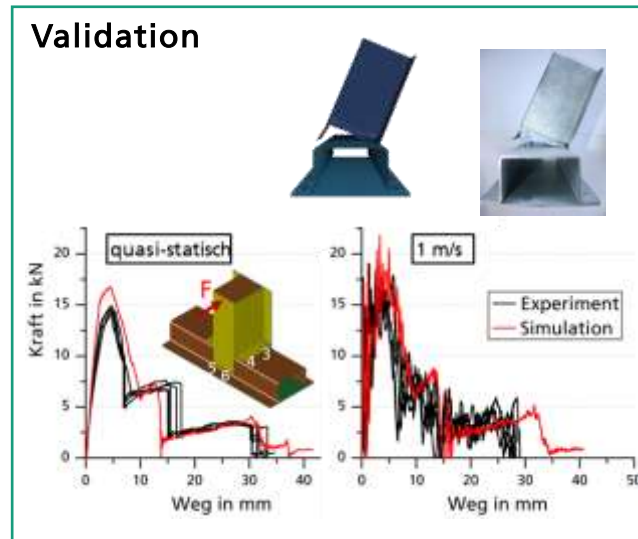 Validation
quasi-statisch
1 m/s
F
5
6
4
3
Experiment
Simulation
Kraft in kN
20
15
10
5
0
0
10
20
30
40
Weg in mm
20
15
10
5
0
0
10
20
30
40
50
Weg in mm